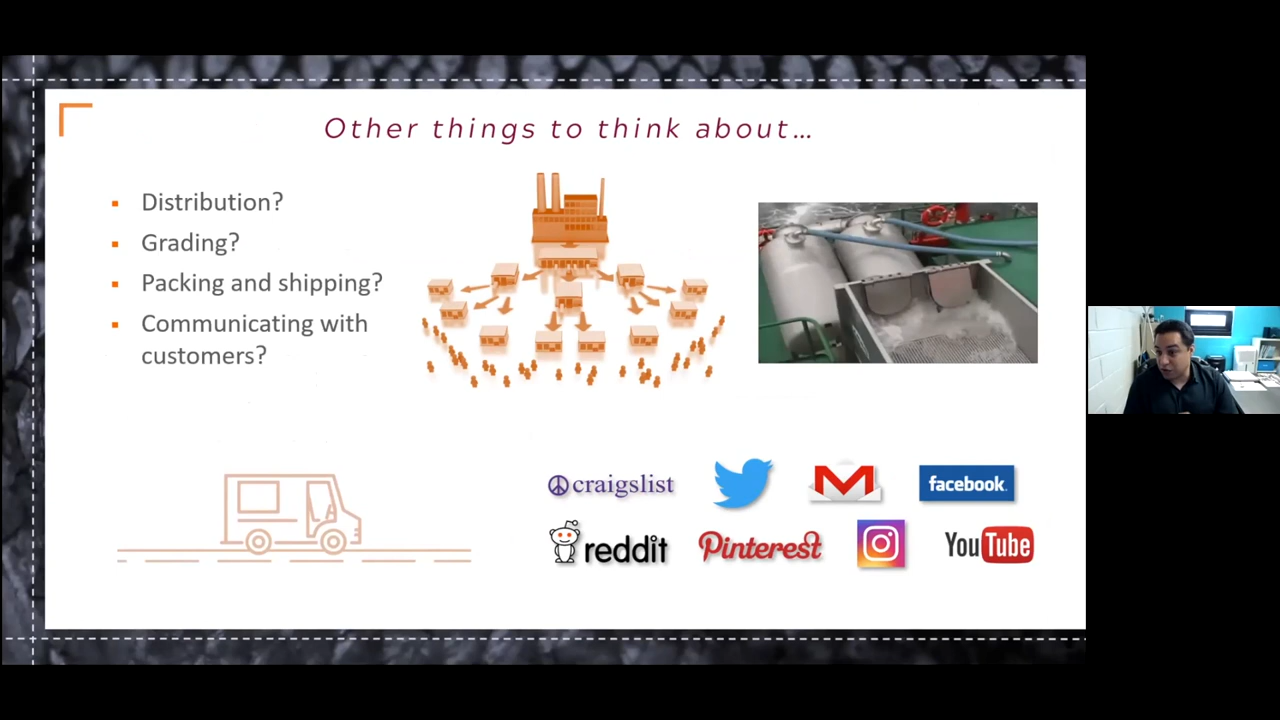 Other things to think about…
Distribution?
Grading?
Packing and shipping?
Communicating with
customers?
craigslist
facebook.
reddit
Pinterest
YouTube